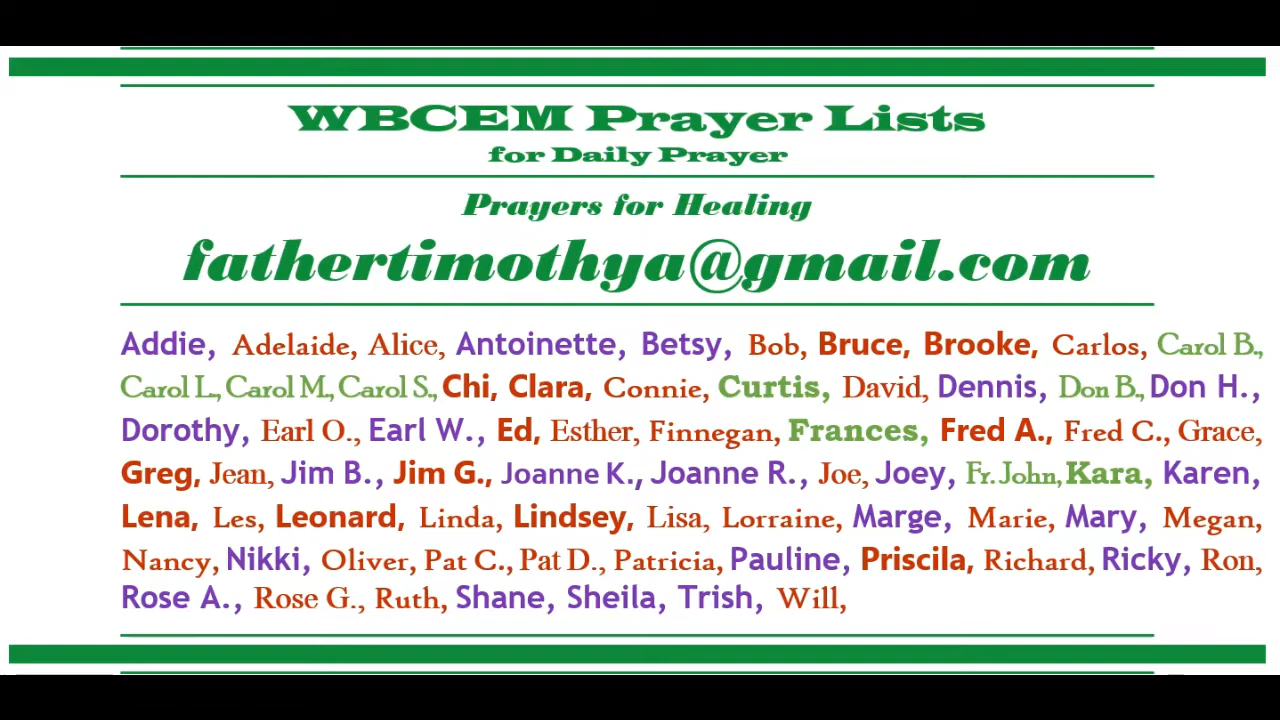 WBCEM Prayer Lists
for Daily Prayer
Prayers for Healing
fathertimothya@gmail.com
Addie, Adelaide, Alice, Antoinette, Betsy, Bob, Bruce, Brooke, Carlos, Carol B.,
Carol L., Carol M., Carol S., Chi, Clara, Connie, Curtis, David, Dennis, Don B., Don H.,
Dorothy, Earl O., Earl W., Ed, Esther, Finnegan, Frances, Fred A., Fred C., Grace,
Greg, Jean, Jim B., Jim G., Joanne K., Joanne R., Joe, Joey, Fr. John, Kara, Karen,
Lena, Les, Leonard, Linda, Lindsey, Lisa, Lorraine, Marge, Marie, Mary, Megan,
Nancy, Nikki, Oliver, Pat C., Pat D., Patricia, Pauline, Priscila, Richard, Ricky, Ron,
Rose A., Rose G., Ruth, Shane, Sheila, Trish, Will,